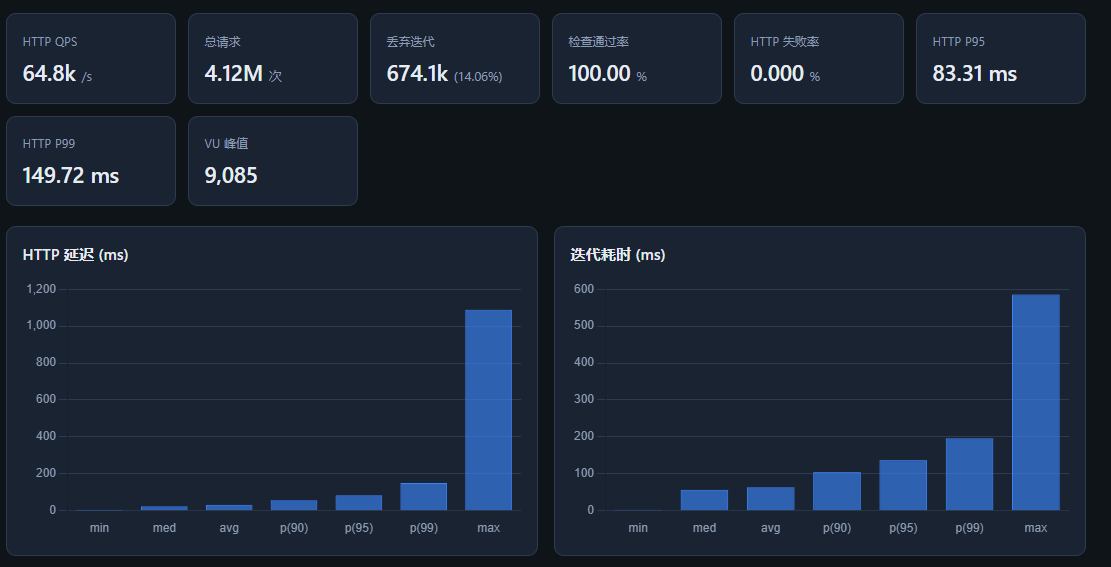 HTTP QPS
64.8k /s
总请求
4.12M 次
丢弃迭代
674.1k (14.06%)
检查通过率
100.00 %
HTTP 失败率
0.000 %
HTTP P95
83.31 ms
HTTP P99
149.72 ms
VU 峰值
9,085
HTTP 延迟 (ms)
1,200
1,000
800
600
400
200
0
min med avg p(90) p(95) p(99) max
迭代耗时 (ms)
600
500
400
300
200
100
0
min med avg p(90) p(95) p(99) max